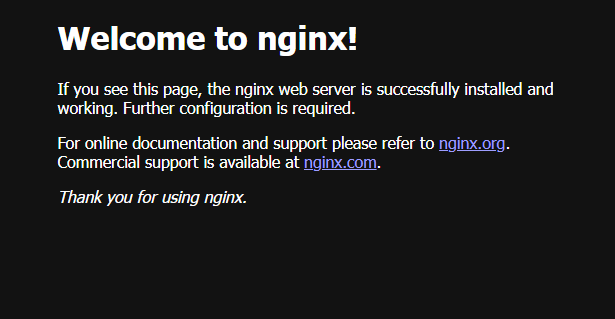 Welcome to nginx!
If you see this page, the nginx web server is successfully installed and
working. Further configuration is required.
For online documentation and support please refer to nginx.org.
Commercial support is available at nginx.com.
Thank you for using nginx.